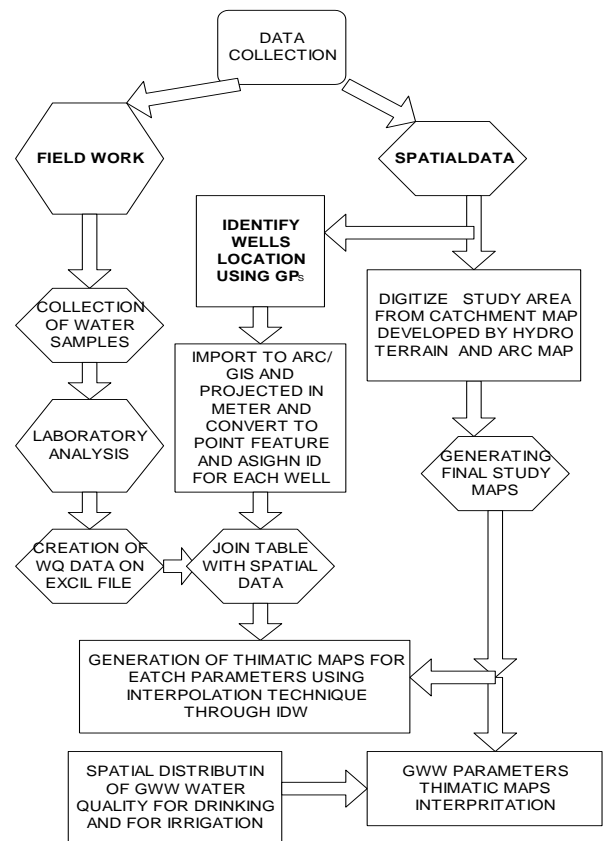 DATA
COLLECTION
FIELD WORK
SPATIALDATA
IDENTIFY
WELLS
LOCATION
USING GPs
COLLECTION
OF WATER
SAMPLES
DIGITIZE STUDY AREA
FROM CATCHMENT MAP
DEVELOPED BY HYDRO
TERRAIN AND ARC MAP
IMPORT TO ARC/
GIS AND
PROJECTED IN
METER AND
CONVERT TO
POINT FEATURE
AND ASIGHN ID
FOR EACH WELL
LABORATORY
ANALYSIS
GENERATING
FINAL STUDY
MAPS
CREATION OF
WQ DATA ON
EXCIL FILE
JOIN TABLE
WITH SPATIAL
DATA
GENERATION OF THIMATIC MAPS FOR
EATCH PARAMETERS USING
INTERPOLATION TECHNIQUE
THROUGH IDW
SPATIAL DISTRIBUTIN
OF GWW WATER
QUALITY FOR DRINKING
AND FOR IRRIGATION
GWW PARAMETERS
THIMATIC MAPS
INTERPRITATION